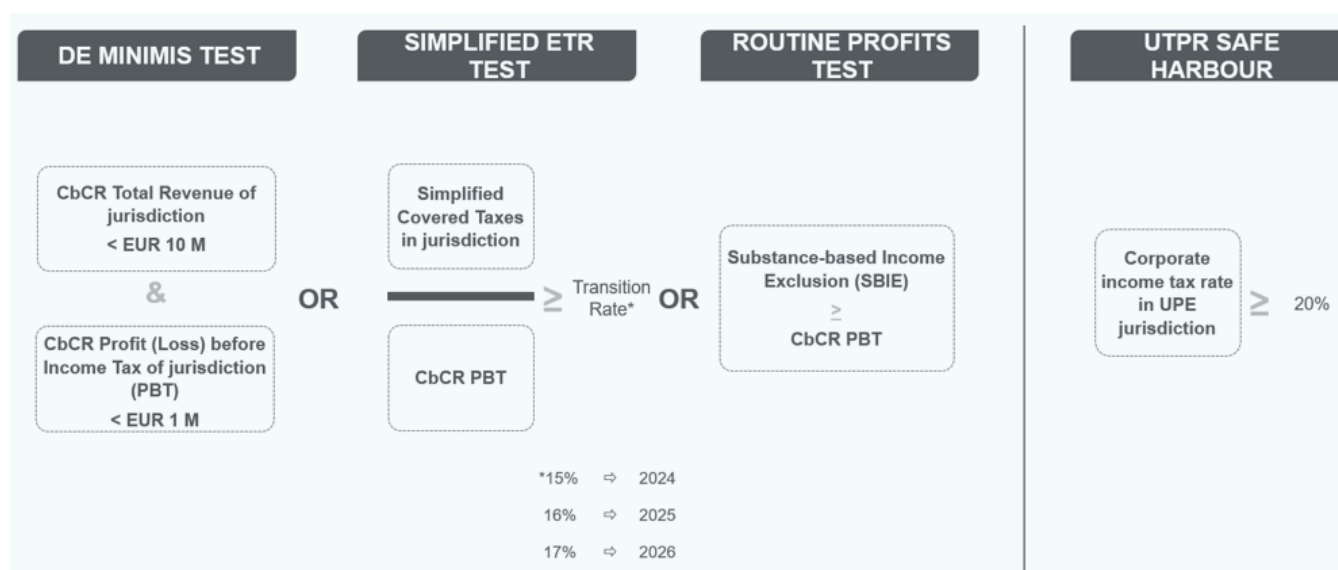 DE MINIMIS TEST
CbCR Total Revenue of
jurisdiction
< EUR 10 M
&
CbCR Profit (Loss) before
Income Tax of jurisdiction
(PBT)
< EUR 1 M
OR
SIMPLIFIED ETR
TEST
Simplified
Covered Taxes
in jurisdiction
CbCR PBT
≥
Transition
Rate*
*15% ⇨ 2024
16% ⇨ 2025
17% ⇨ 2026
OR
ROUTINE PROFITS
TEST
Substance-based Income
Exclusion (SBIE)
≥
CbCR PBT
UTPR SAFE
HARBOUR
Corporate
income tax rate
in UPE
jurisdiction
≥
20%